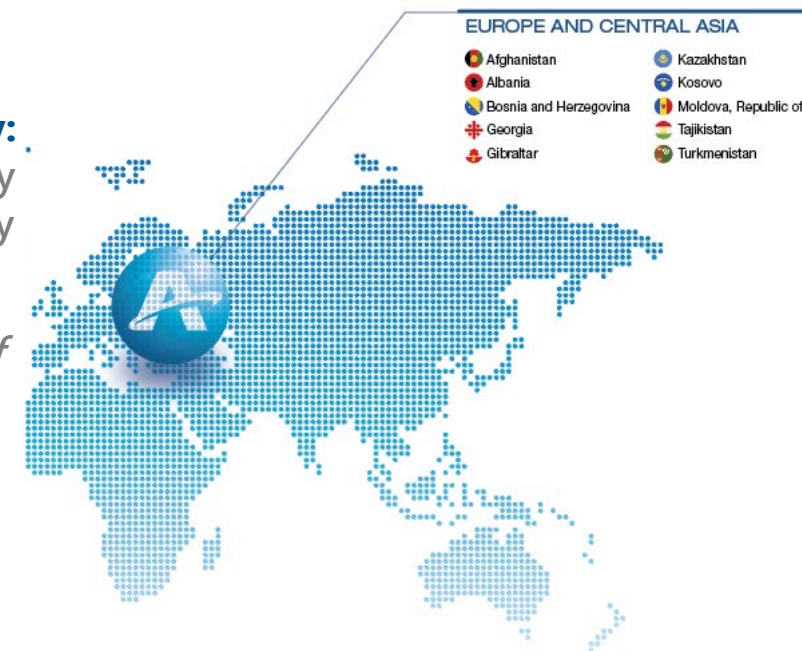 EUROPE AND CENTRAL ASIA
Afghanistan
Albania
Bosnia and Herzegovina
Georgia
Gibraltar
Kazakhstan
Kosovo
Moldova, Republic of
Tajikistan
Turkmenistan
y:
y
y
f
A